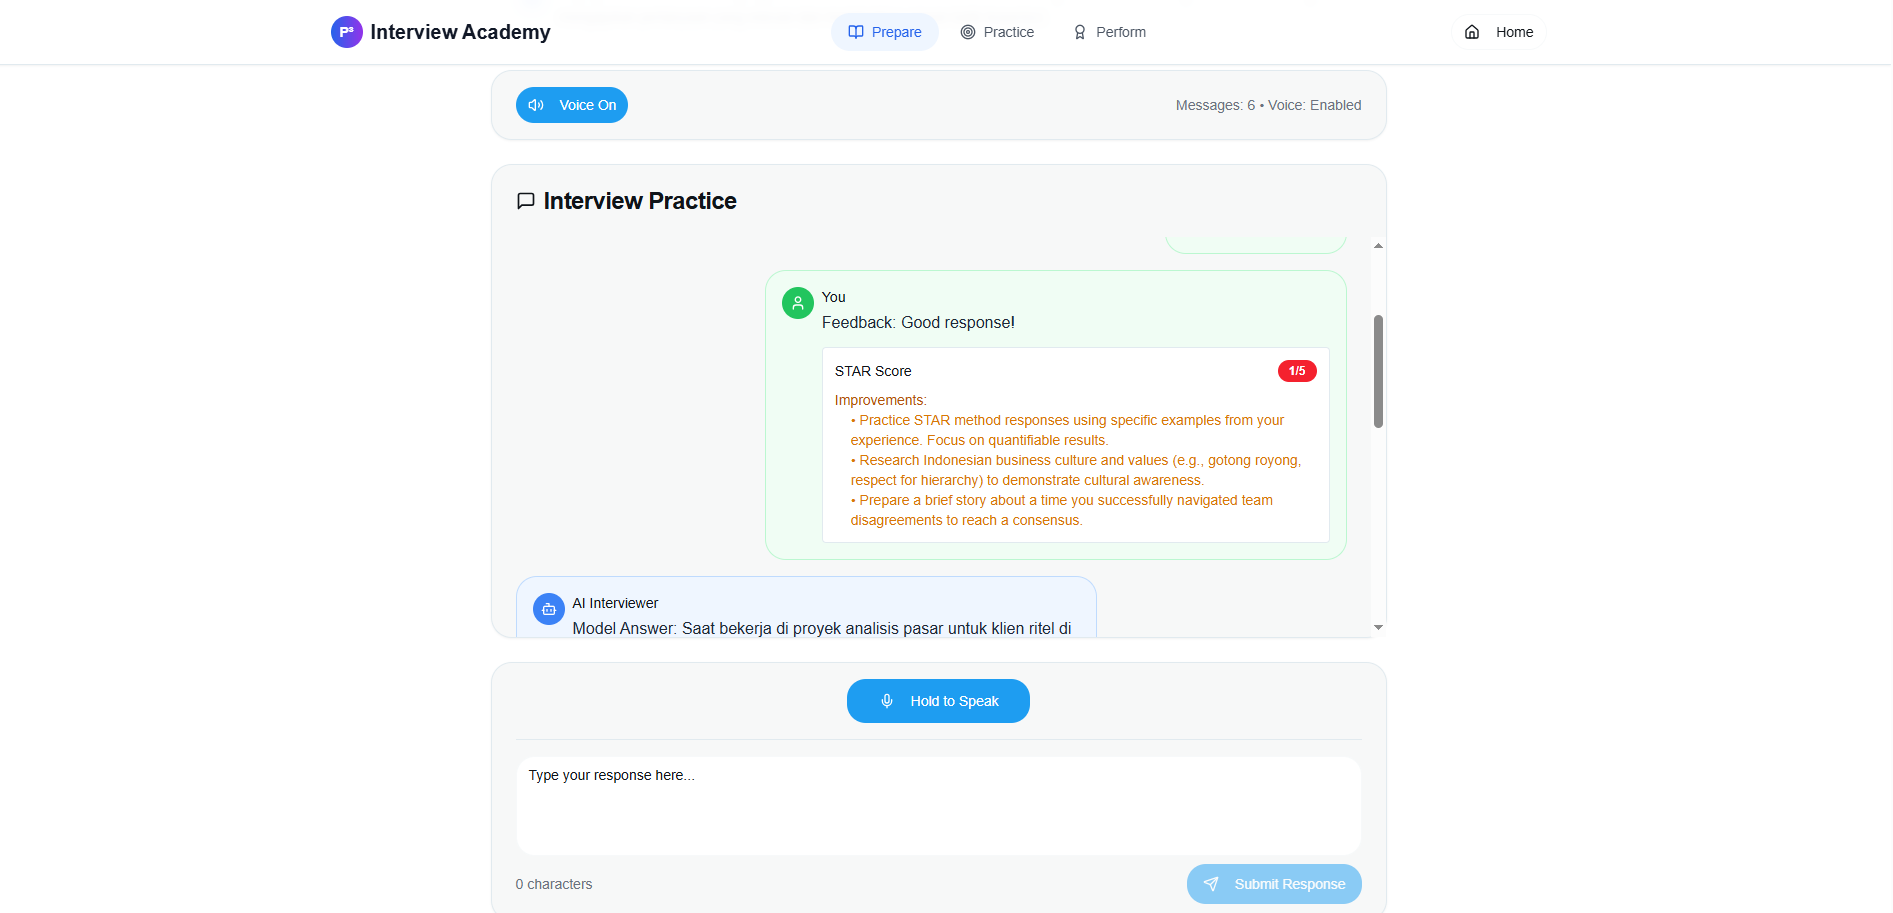 P³ Interview Academy
Prepare
Practice
Perform
Home
Voice On
Messages: 6 • Voice: Enabled
Interview Practice
You
Feedback: Good response!
STAR Score
1/5
Improvements:
• Practice STAR method responses using specific examples from your
experience. Focus on quantifiable results.
• Research Indonesian business culture and values (e.g., gotong royong,
respect for hierarchy) to demonstrate cultural awareness.
• Prepare a brief story about a time you successfully navigated team
disagreements to reach a consensus.
AI Interviewer
Model Answer: Saat bekerja di proyek analisis pasar untuk klien ritel di
Hold to Speak
Type your response here...
0 characters
Submit Response